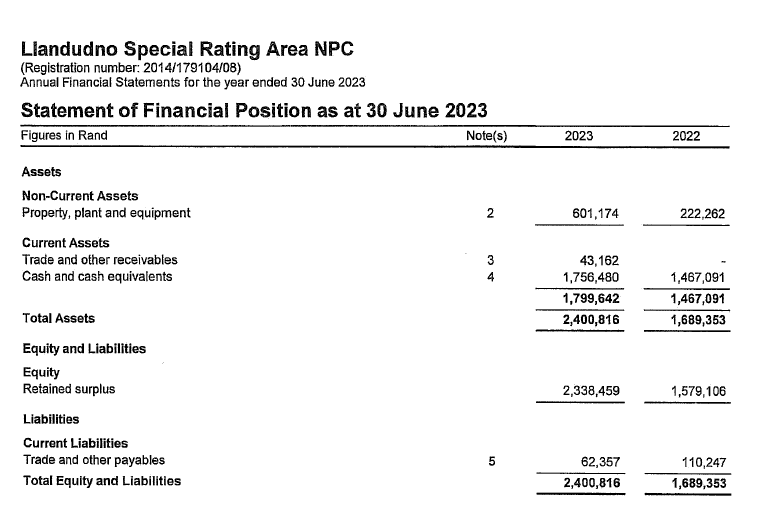 Llandudno Special Rating Area NPC
(Registration number: 2014/179104/08)
Annual Financial Statements for the year ended 30 June 2023
Statement of Financial Position as at 30 June 2023
Figures in Rand Note(s) 2023 2022
Assets
Non-Current Assets
Property, plant and equipment 2 601,174 222,262
Current Assets
Trade and other receivables 3 43,162 -
Cash and cash equivalents 4 1,756,480 1,467,091
1,799,642 1,467,091
Total Assets 2,400,816 1,689,353
Equity and Liabilities
Equity
Retained surplus 2,338,459 1,579,106
Liabilities
Current Liabilities
Trade and other payables 5 62,357 110,247
Total Equity and Liabilities 2,400,816 1,689,353